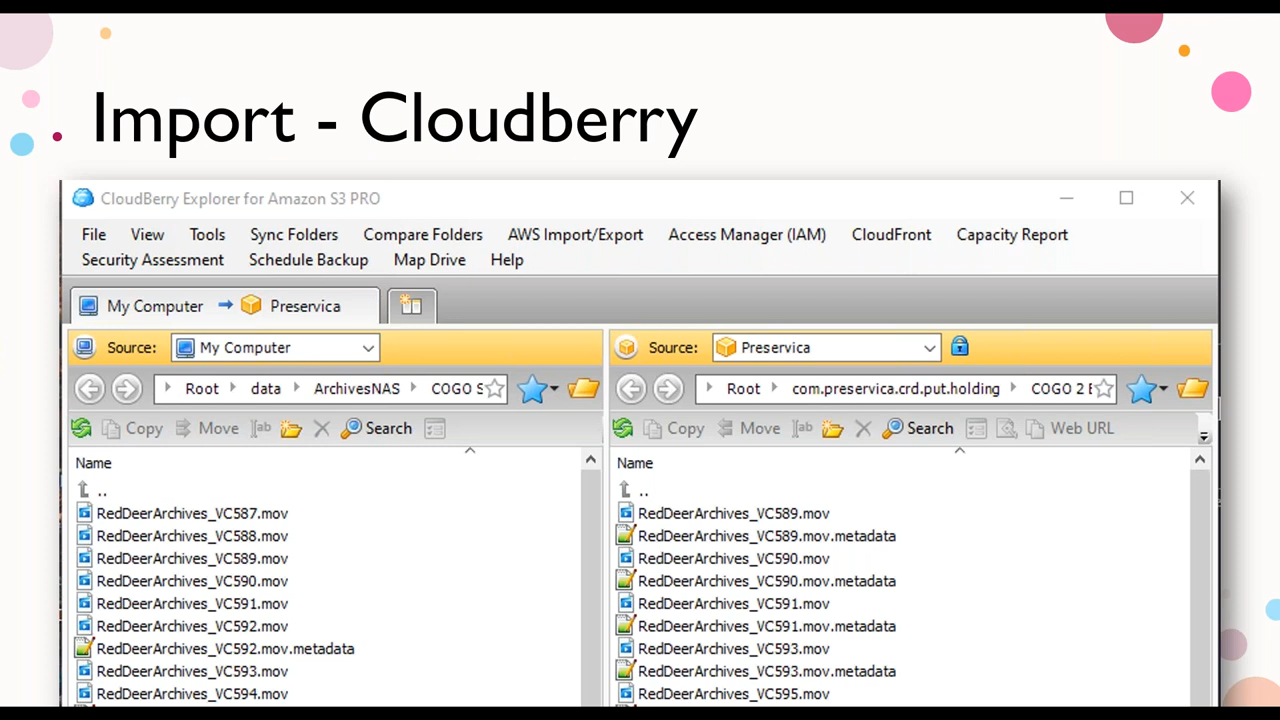 Import - Cloudberry
CloudBerry Explorer for Amazon S3 PRO
File View Tools Sync Folders Compare Folders AWS Import/Export Access Manager (IAM) CloudFront Capacity Report
Security Assessment Schedule Backup Map Drive Help
My Computer Preservica
Source: My Computer
Root data ArchivesNAS COGO S
Copy Move Search
Name
..
RedDeerArchives_VC587.mov
RedDeerArchives_VC588.mov
RedDeerArchives_VC589.mov
RedDeerArchives_VC590.mov
RedDeerArchives_VC591.mov
RedDeerArchives_VC592.mov
RedDeerArchives_VC592.mov.metadata
RedDeerArchives_VC593.mov
RedDeerArchives_VC594.mov
Source: Preservica
Root com.preservica.crd.put.holding COGO 2 E
Copy Move Search Web URL
Name
..
RedDeerArchives_VC589.mov
RedDeerArchives_VC589.mov.metadata
RedDeerArchives_VC590.mov
RedDeerArchives_VC590.mov.metadata
RedDeerArchives_VC591.mov
RedDeerArchives_VC591.mov.metadata
RedDeerArchives_VC593.mov
RedDeerArchives_VC593.mov.metadata
RedDeerArchives_VC595.mov